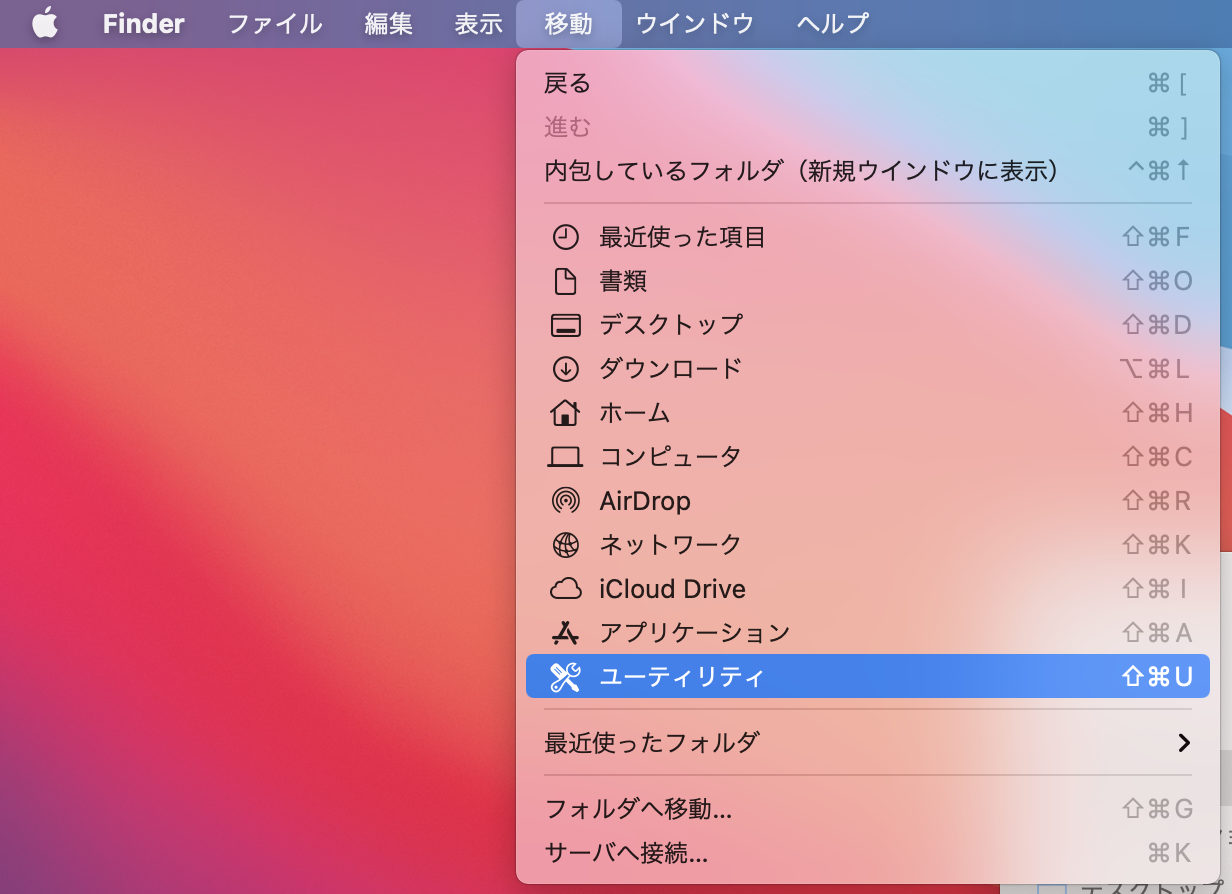 Finder ファイル 編集 表示 移動 ウインドウ ヘルプ
戻る ⌘ [
進む ⌘ ]
内包しているフォルダ（新規ウインドウに表示） ^⌘↑
最近使った項目 ⇧⌘F
書類 ⇧⌘O
デスクトップ ⇧⌘D
ダウンロード ⌥⌘L
ホーム ⇧⌘H
コンピュータ ⇧⌘C
AirDrop ⇧⌘R
ネットワーク ⇧⌘K
iCloud Drive ⇧⌘I
アプリケーション ⇧⌘A
ユーティリティ ⇧⌘U
最近使ったフォルダ
フォルダへ移動... ⇧⌘G
サーバへ接続... ⌘K
デスクトップ